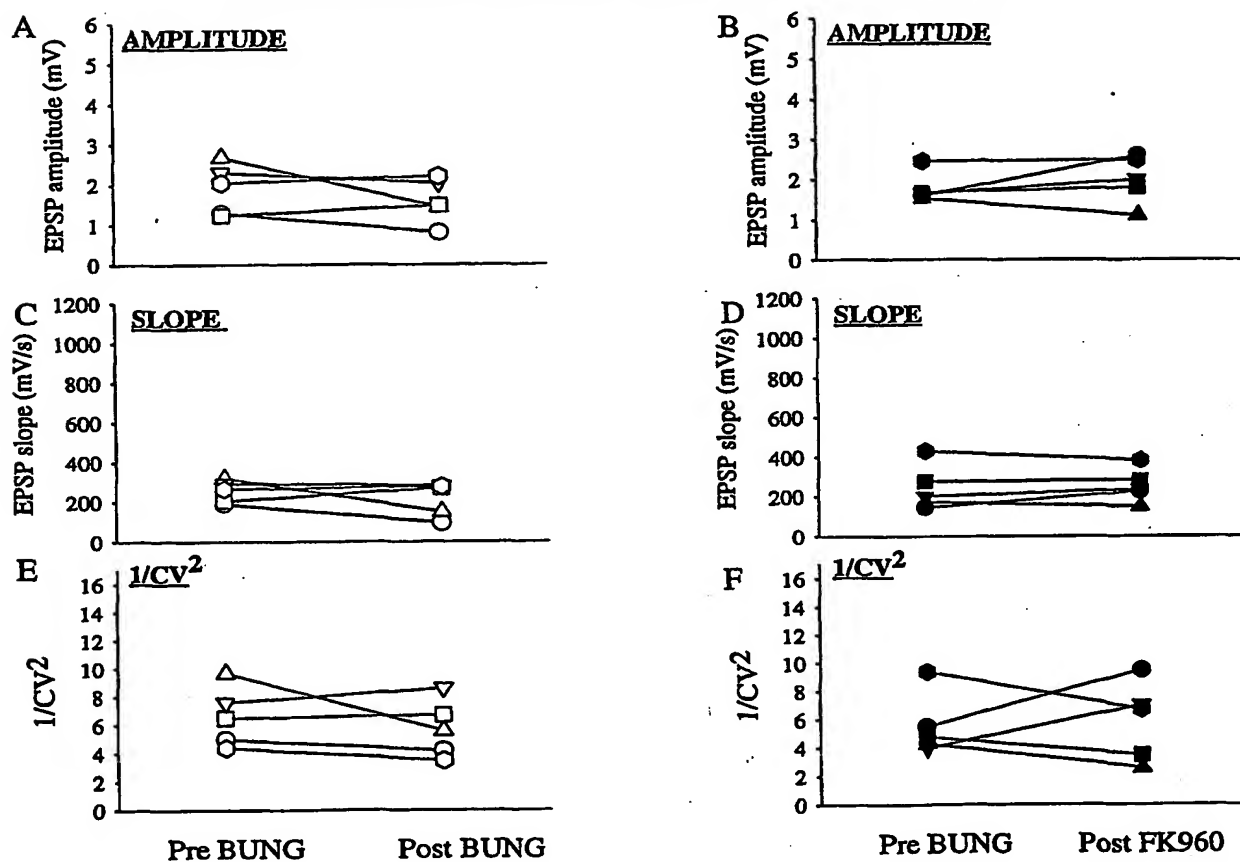 A
AMPLITUDE
EPSP amplitude (mV)
6
5
4
3
2
1
0
B
AMPLITUDE
EPSP amplitude (mV)
6
5
4
3
2
1
0
C
SLOPE
EPSP slope (mV/s)
1200
1000
800
600
400
200
0
D
SLOPE
EPSP slope (mV/s)
1200
1000
800
600
400
200
0
E
1/CV²
1/CV²
16
14
12
10
8
6
4
2
0
Pre BUNG Post BUNG
F
1/CV²
1/CV²
16
14
12
10
8
6
4
2
0
Pre BUNG Post FK960